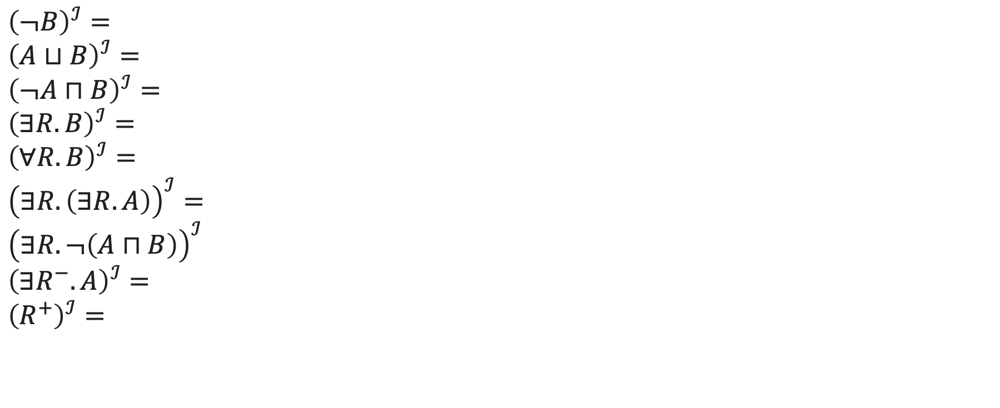 (¬B)^ℐ =
(A ⊔ B)^ℐ =
(¬A ⊓ B)^ℐ =
(∃R. B)^ℐ =
(∀R. B)^ℐ =
(∃R. (∃R. A))^ℐ =
(∃R. ¬(A ⊓ B))^ℐ
(∃R⁻. A)^ℐ =
(R⁺)^ℐ =